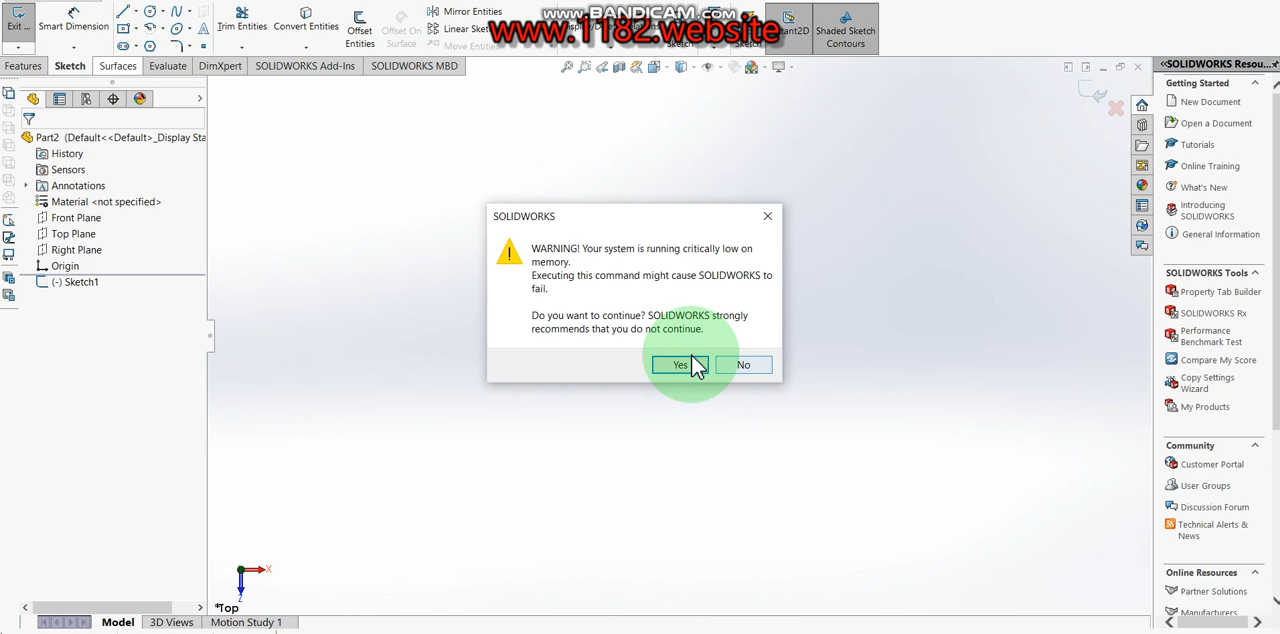 www.BANDICAM.com
www.1182.website
Exit ...
Smart Dimension
Trim Entities
Convert Entities
Offset
Entities
Offset On
Surface
Mirror Entities
Linear Sketch
Move Entities
Sketch
Sketch
Instant2D
Shaded Sketch
Contours
Features
Sketch
Surfaces
Evaluate
DimXpert
SOLIDWORKS Add-Ins
SOLIDWORKS MBD
Part2 (Default<<Default>_Display Sta
History
Sensors
Annotations
Material <not specified>
Front Plane
Top Plane
Right Plane
Origin
(-) Sketch1
SOLIDWORKS
WARNING! Your system is running critically low on
memory.
Executing this command might cause SOLIDWORKS to
fail.
Do you want to continue? SOLIDWORKS strongly
recommends that you do not continue.
Yes
No
X
Z
*Top
Model
3D Views
Motion Study 1
SOLIDWORKS Resou...
Getting Started
New Document
Open a Document
Tutorials
Online Training
What's New
Introducing
SOLIDWORKS
General Information
SOLIDWORKS Tools
Property Tab Builder
SOLIDWORKS Rx
Performance
Benchmark Test
Compare My Score
Copy Settings
Wizard
My Products
Community
Customer Portal
User Groups
Discussion Forum
Technical Alerts &
News
Online Resources
Partner Solutions
Manufacturers